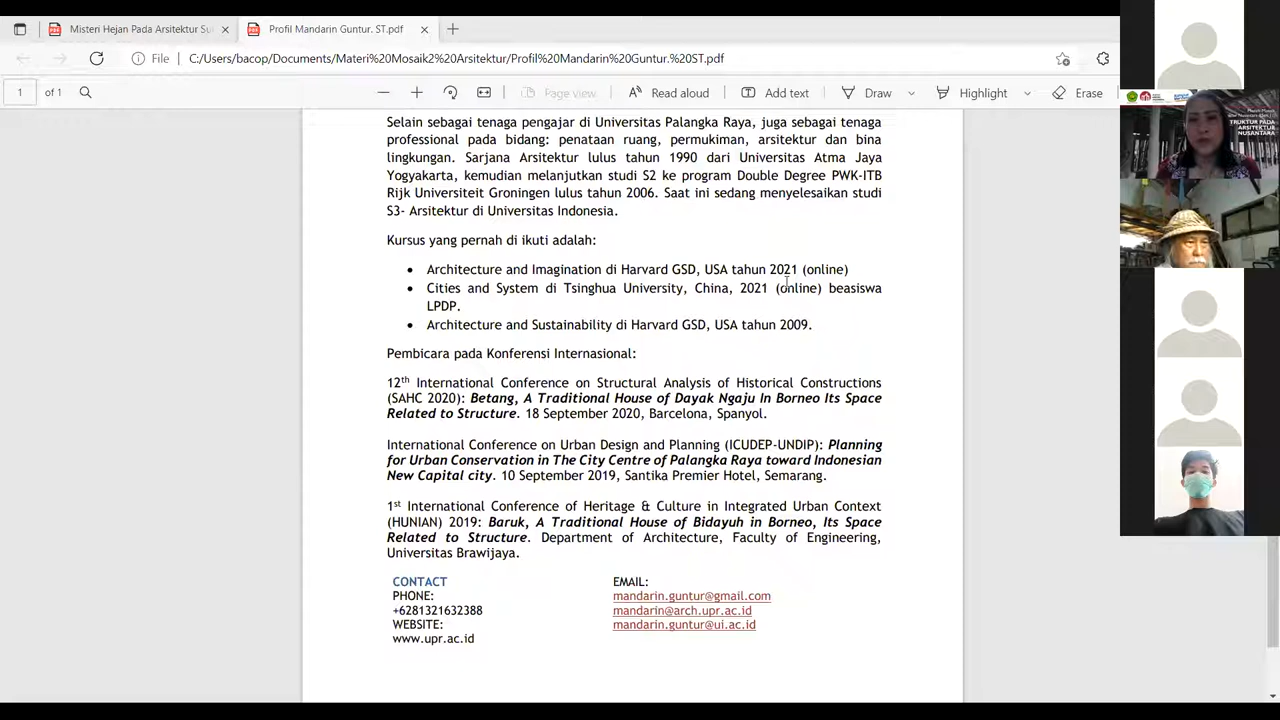 Misteri Hejan Pada Arsitektur Su
Profil Mandarin Guntur. ST.pdf
File
C:/Users/bacop/Documents/Materi%20Mosaik2%20Arsitektur/Profil%20Mandarin%20Guntur.%20ST.pdf
1 of 1
Page view
Read aloud
Add text
Draw
Highlight
Erase
Selain sebagai tenaga pengajar di Universitas Palangka Raya, juga sebagai tenaga
professional pada bidang; penataan ruang, permukiman, arsitektur dan bina
lingkungan. Sarjana Arsitektur lulus tahun 1990 dari Universitas Atma Jaya
Yogyakarta, kemudian melanjutkan studi S2 ke program Double Degree PWK-ITB
Rijk Universiteit Groningen lulus tahun 2006. Saat ini sedang menyelesaikan studi
S3- Arsitektur di Universitas Indonesia.
Kursus yang pernah di ikuti adalah:
• Architecture and Imagination di Harvard GSD, USA tahun 2021 (online)
• Cities and System di Tsinghua University, China, 2021 (online) beasiswa
LPDP.
• Architecture and Sustainability di Harvard GSD, USA tahun 2009.
Pembicara pada Konferensi Internasional:
12th International Conference on Structural Analysis of Historical Constructions
(SAHC 2020): Betang, A Traditional House of Dayak Ngaju In Borneo Its Space
Related to Structure. 18 September 2020, Barcelona, Spanyol.
International Conference on Urban Design and Planning (ICUDEP-UNDIP): Planning
for Urban Conservation in The City Centre of Palangka Raya toward Indonesian
New Capital city. 10 September 2019, Santika Premier Hotel, Semarang.
1st International Conference of Heritage & Culture in Integrated Urban Context
(HUNIAN) 2019: Baruk, A Traditional House of Bidayuh in Borneo, Its Space
Related to Structure. Department of Architecture, Faculty of Engineering,
Universitas Brawijaya.
CONTACT
PHONE:
+6281321632388
WEBSITE:
www.upr.ac.id
EMAIL:
mandarin.guntur@gmail.com
mandarin@arch.upr.ac.id
mandarin.guntur@ui.ac.id
TRUKTUR PADA
ARSITEKTUR
NUSANTARA